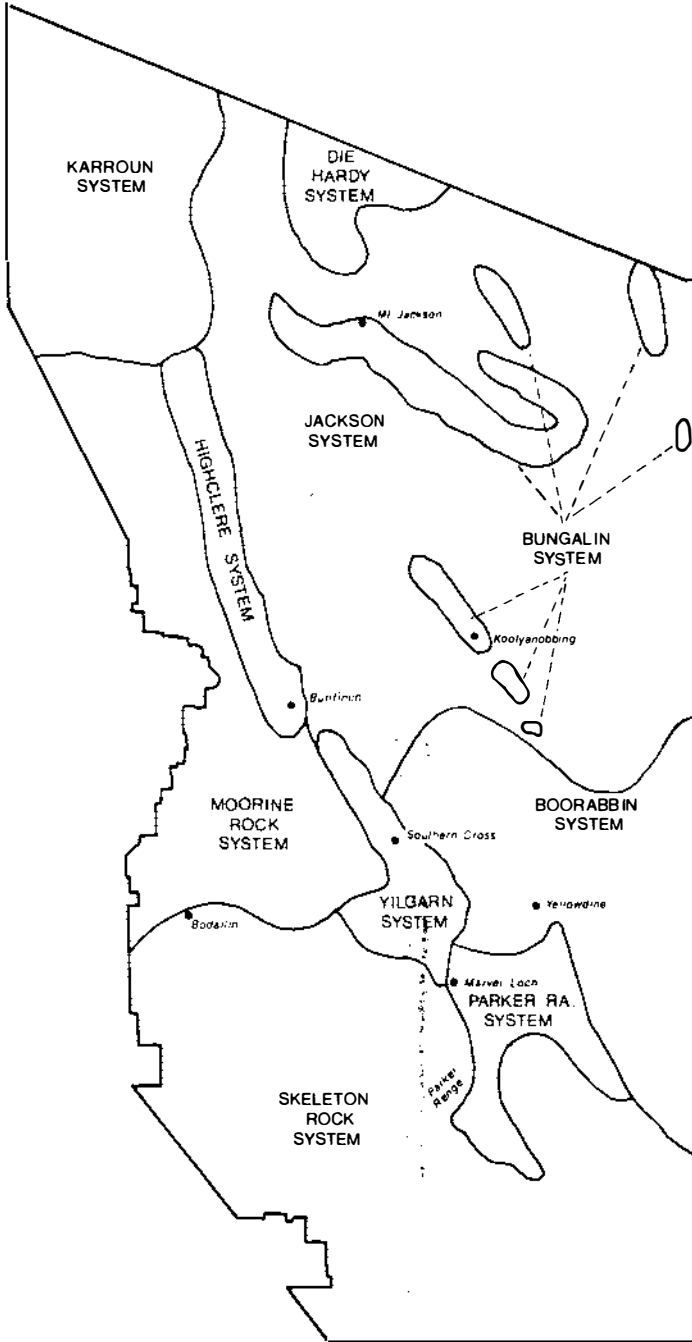 KARROUN
SYSTEM
DIE
HARDY
SYSTEM
Mt Jackson
JACKSON
SYSTEM
HIGHCLERE SYSTEM
BUNGALIN
SYSTEM
Koolyanobbing
Bullfinch
MOORINE
ROCK
SYSTEM
BOORABBIN
SYSTEM
Southern Cross
YILGARN
SYSTEM
Yellowdine
Bodallin
Marvel Loch
PARKER RA.
SYSTEM
Parker
Range
SKELETON
ROCK
SYSTEM